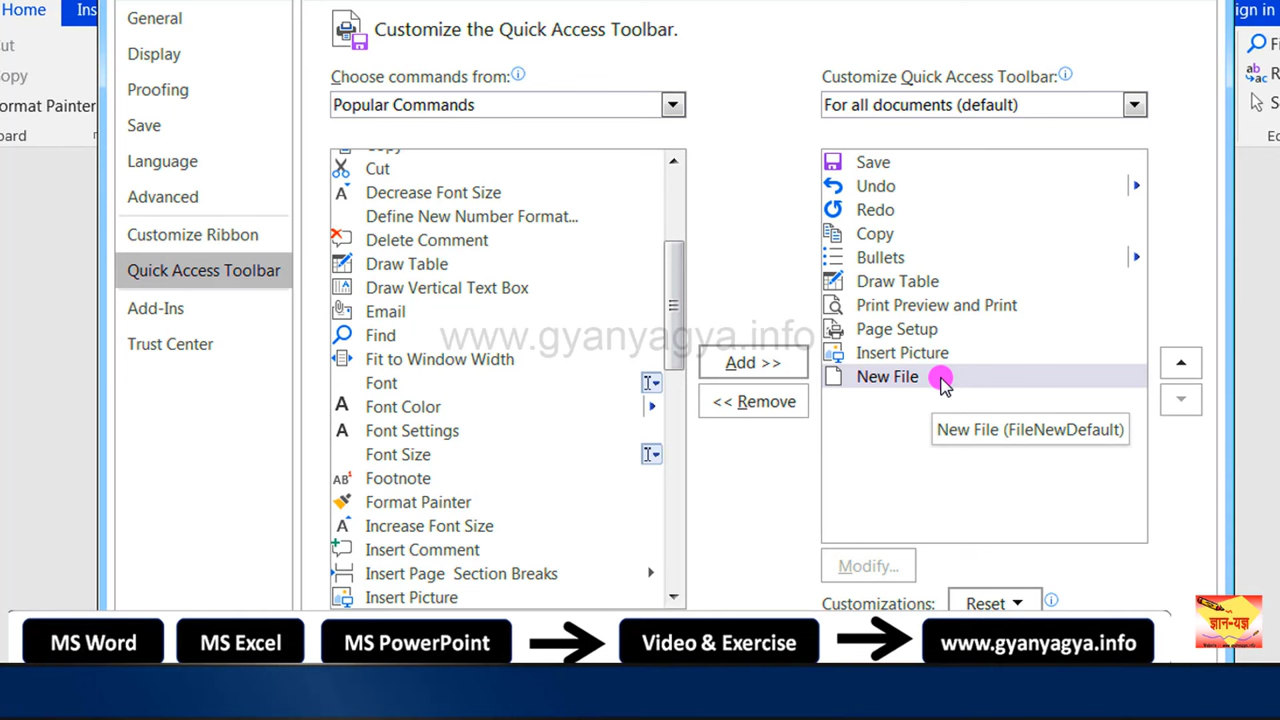 Home
Ins
ign in
General
Display
Proofing
Save
Language
Advanced
Customize Ribbon
Quick Access Toolbar
Add-Ins
Trust Center
ut
opy
ormat Painter
oard
Customize the Quick Access Toolbar.
Choose commands from:
Popular Commands
Cut
Decrease Font Size
Define New Number Format...
Delete Comment
Draw Table
Draw Vertical Text Box
Email
Find
Fit to Window Width
Font
Font Color
Font Settings
Font Size
Footnote
Format Painter
Increase Font Size
Insert Comment
Insert Page  Section Breaks
Insert Picture
Add >>
<< Remove
Customize Quick Access Toolbar:
For all documents (default)
Save
Undo
Redo
Copy
Bullets
Draw Table
Print Preview and Print
Page Setup
Insert Picture
New File
New File (FileNewDefault)
Modify...
Customizations:
Reset
www.gyanyagya.info
MS Word
MS Excel
MS PowerPoint
Video & Exercise
www.gyanyagya.info
ज्ञान-यज्ञ